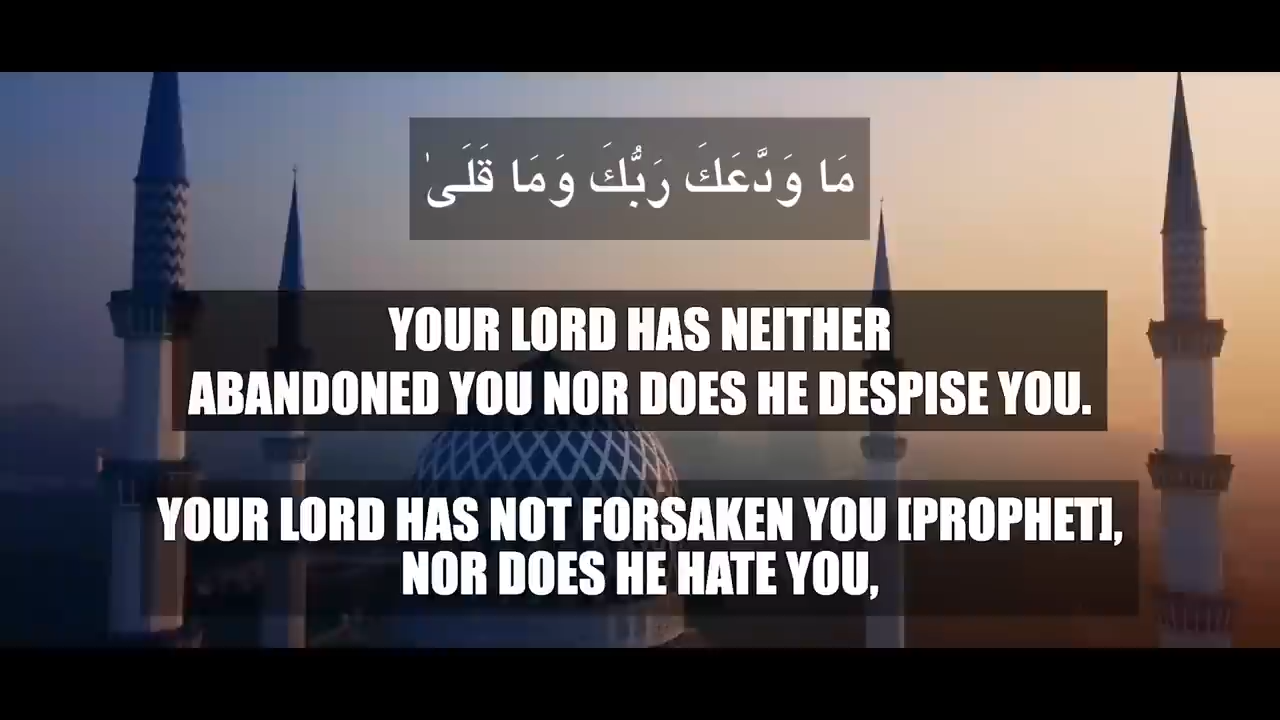 مَا وَدَّعَكَ رَبُّكَ وَمَا قَلَىٰ
YOUR LORD HAS NEITHER
ABANDONED YOU NOR DOES HE DESPISE YOU.
YOUR LORD HAS NOT FORSAKEN YOU [PROPHET],
NOR DOES HE HATE YOU,